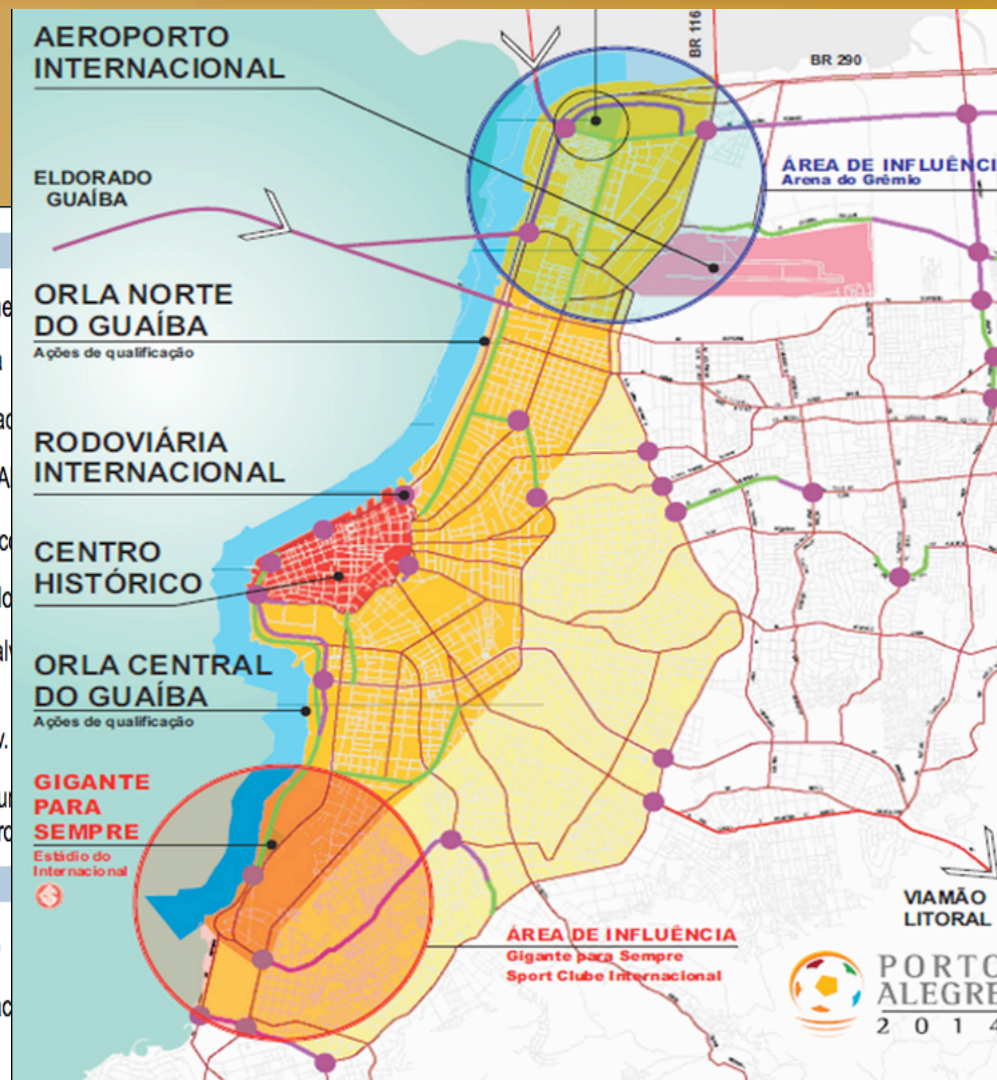 AEROPORTO
INTERNACIONAL
BR 116
BR 290
ELDORADO
GUAÍBA
ÁREA DE INFLUÊNCI
Arena do Grêmio
ORLA NORTE
DO GUAÍBA
Ações de qualificação
RODOVIÁRIA
INTERNACIONAL
CENTRO
HISTÓRICO
ORLA CENTRAL
DO GUAÍBA
Ações de qualificação
GIGANTE
PARA
SEMPRE
Estádio do
Internacional
ÁREA DE INFLUÊNCIA
Gigante para Sempre
Sport Clube Internacional
VIAMÃO
LITORAL
PORTO
ALEGRE
2014